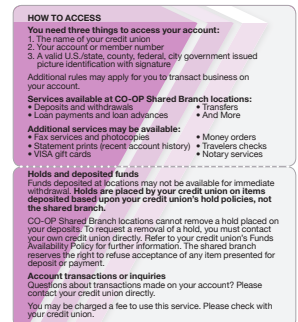 HOW TO ACCESS
You need three things to access your account:
1. The name of your credit union
2. Your account or member number
3. A valid U.S./state, county, federal, city government issued
picture identification with signature
Additional rules may apply for you to transact business on
your account.
Services available at CO-OP Shared Branch locations:
• Deposits and withdrawals • Transfers
• Loan payments and loan advances • And More
Additional services may be available:
• Fax services and photocopies • Money orders
• Statement prints (recent account history) • Travelers checks
• VISA gift cards • Notary services
Holds and deposited funds
Funds deposited at locations may not be available for immediate
withdrawal. Holds are placed by your credit union on items
deposited based upon your credit union's hold policies, not
the shared branch.
CO-OP Shared Branch locations cannot remove a hold placed on
your deposits. To request a removal of a hold, you must contact
your own credit union directly. Refer to your credit union's Funds
Availability Policy for further information. The shared branch
reserves the right to refuse acceptance of any item presented for
deposit or payment.
Account transactions or inquiries
Questions about transactions made on your account? Please
contact your credit union directly.
You may be charged a fee to use this service. Please check with
your credit union.